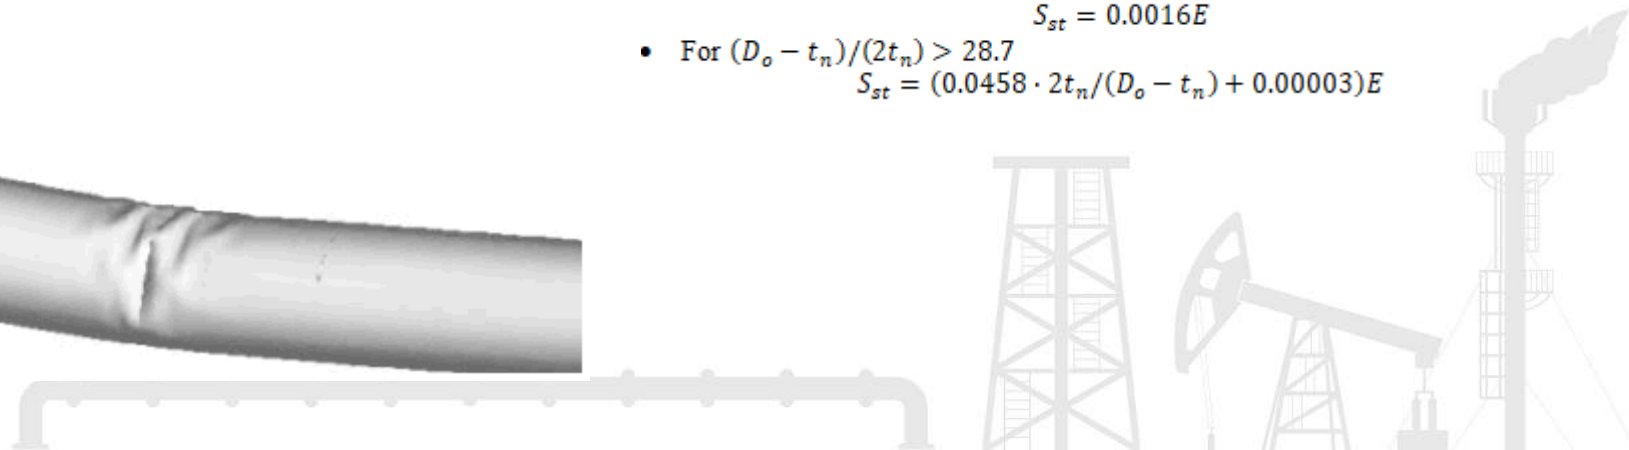 S_st = 0.0016E
• For (D_o − t_n)/(2t_n) > 28.7
S_st = (0.0458 · 2t_n/(D_o − t_n) + 0.00003)E